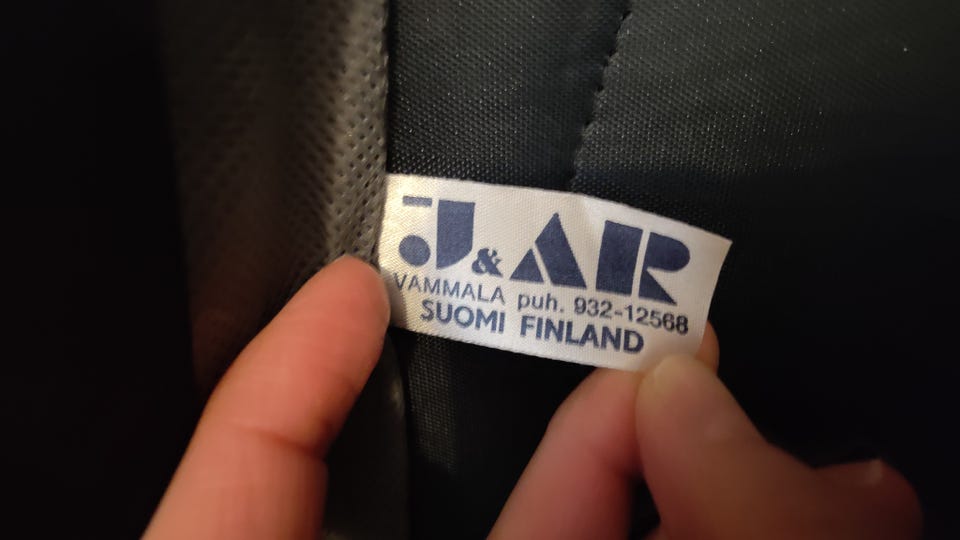 J&AR
VAMMALA puh. 932-12568
SUOMI FINLAND